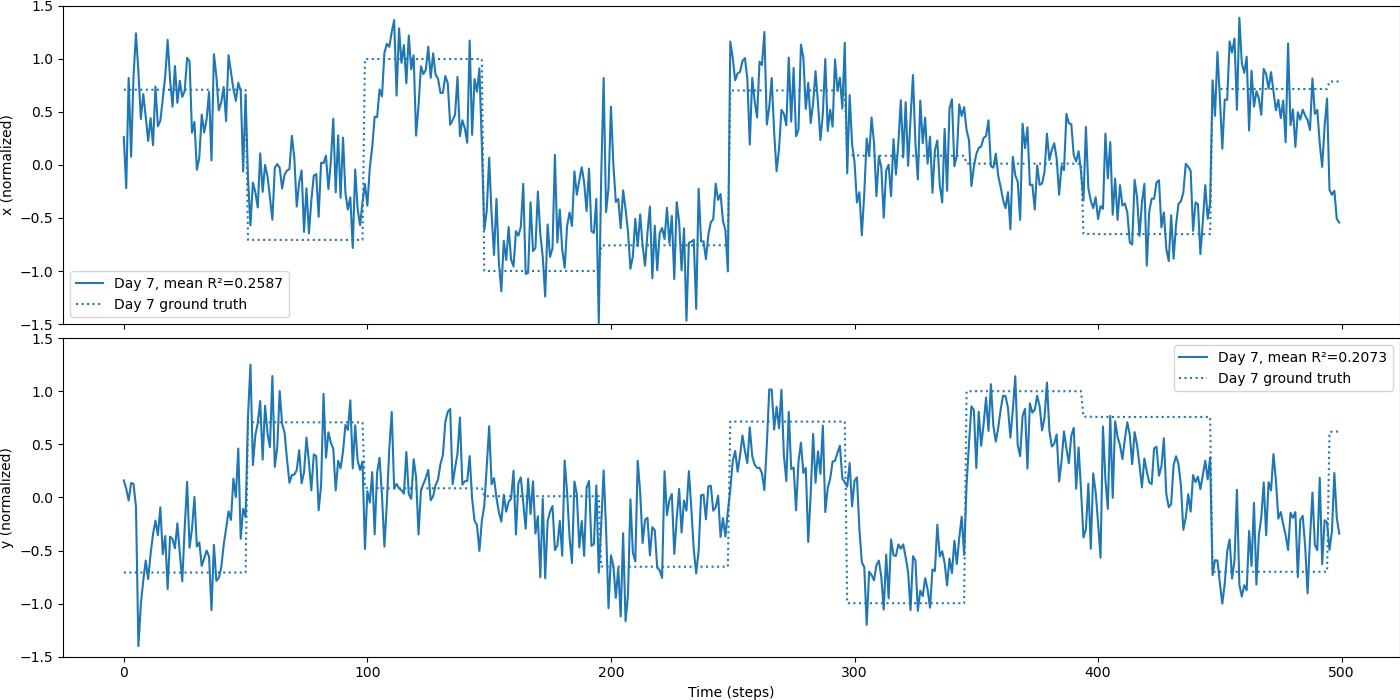 1.5
1.0
0.5
0.0
−0.5
−1.0
−1.5
x (normalized)
Day 7, mean R²=0.2587
Day 7 ground truth
1.5
1.0
0.5
0.0
−0.5
−1.0
−1.5
y (normalized)
Day 7, mean R²=0.2073
Day 7 ground truth
0 100 200 300 400 500
Time (steps)